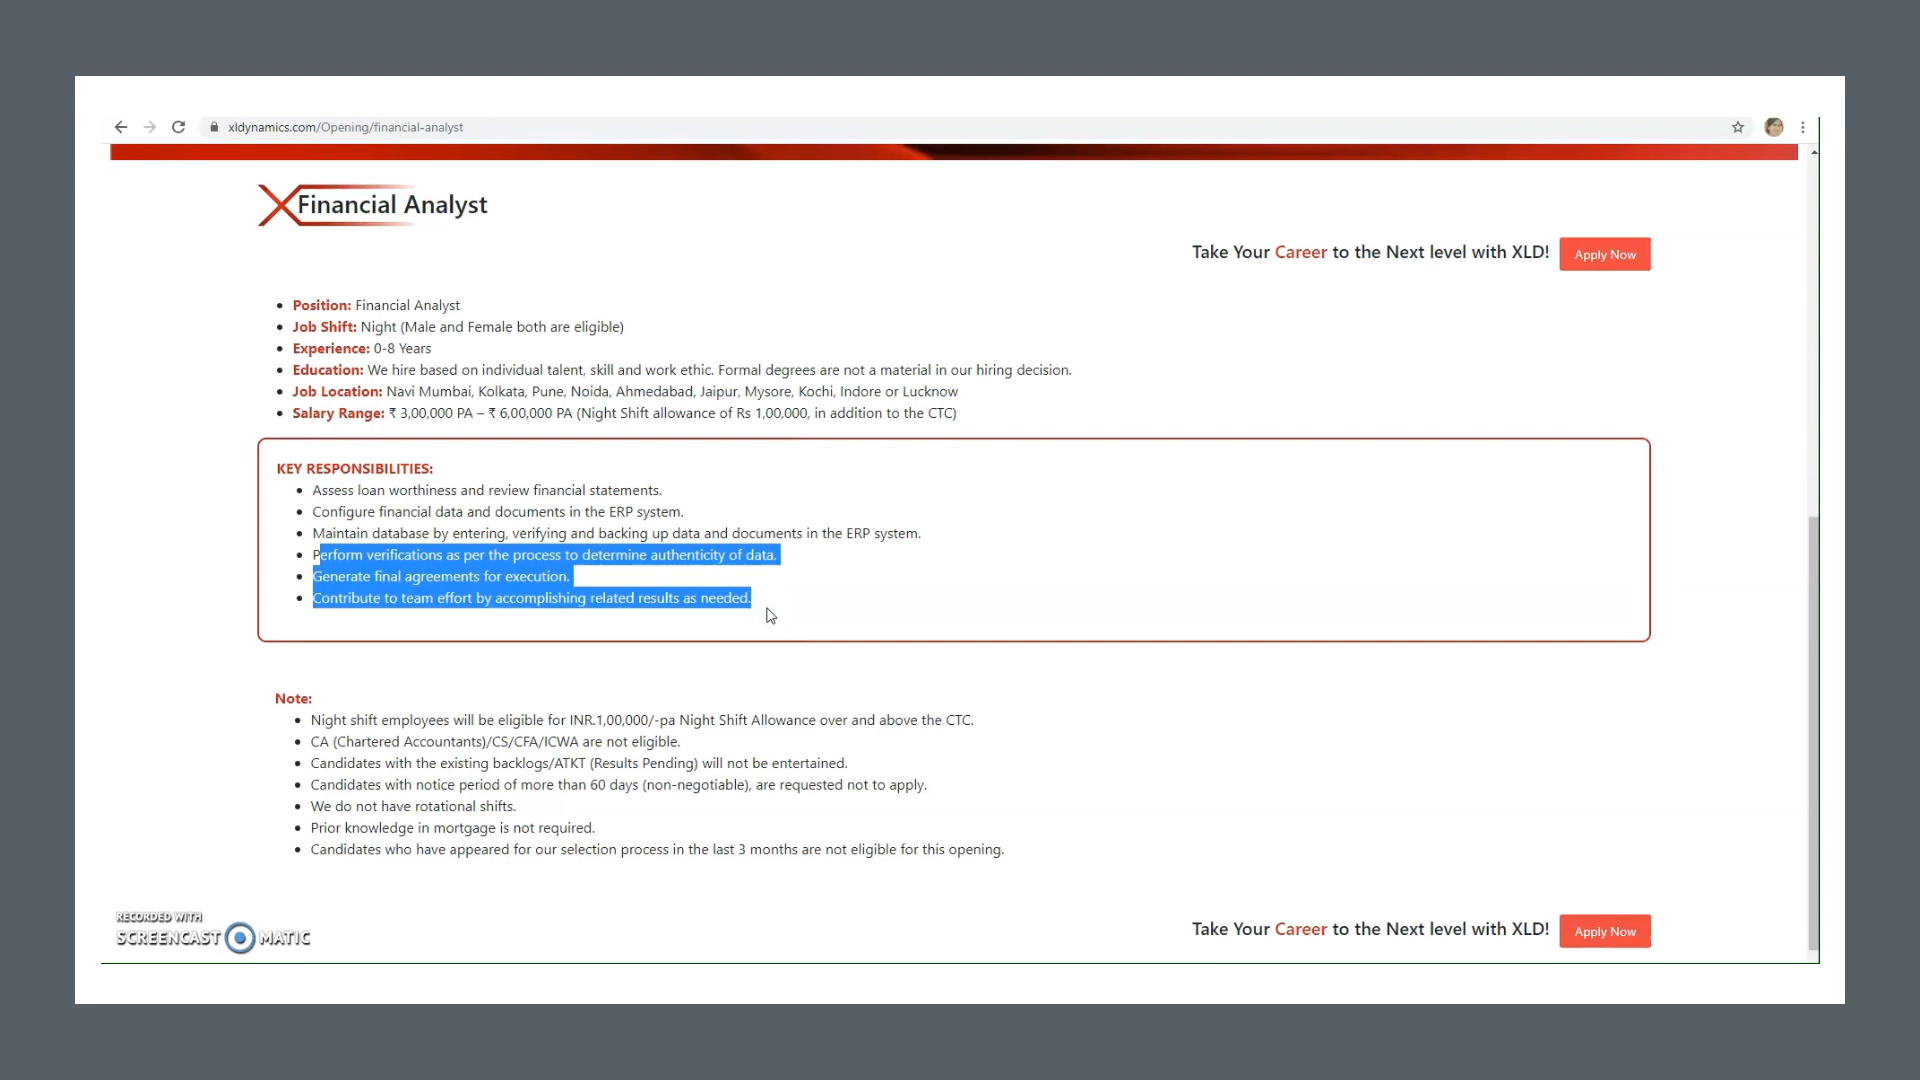 xldynamics.com/Opening/financial-analyst
Financial Analyst
Take Your Career to the Next level with XLD! Apply Now
Position: Financial Analyst
Job Shift: Night (Male and Female both are eligible)
Experience: 0-8 Years
Education: We hire based on individual talent, skill and work ethic. Formal degrees are not a material in our hiring decision.
Job Location: Navi Mumbai, Kolkata, Pune, Noida, Ahmedabad, Jaipur, Mysore, Kochi, Indore or Lucknow
Salary Range: ₹ 3,00,000 PA – ₹ 6,00,000 PA (Night Shift allowance of Rs 1,00,000, in addition to the CTC)
KEY RESPONSIBILITIES:
Assess loan worthiness and review financial statements.
Configure financial data and documents in the ERP system.
Maintain database by entering, verifying and backing up data and documents in the ERP system.
Perform verifications as per the process to determine authenticity of data.
Generate final agreements for execution.
Contribute to team effort by accomplishing related results as needed.
Note:
Night shift employees will be eligible for INR.1,00,000/-pa Night Shift Allowance over and above the CTC.
CA (Chartered Accountants)/CS/CFA/ICWA are not eligible.
Candidates with the existing backlogs/ATKT (Results Pending) will not be entertained.
Candidates with notice period of more than 60 days (non-negotiable), are requested not to apply.
We do not have rotational shifts.
Prior knowledge in mortgage is not required.
Candidates who have appeared for our selection process in the last 3 months are not eligible for this opening.
RECORDED WITH
SCREENCAST MATIC
Take Your Career to the Next level with XLD! Apply Now